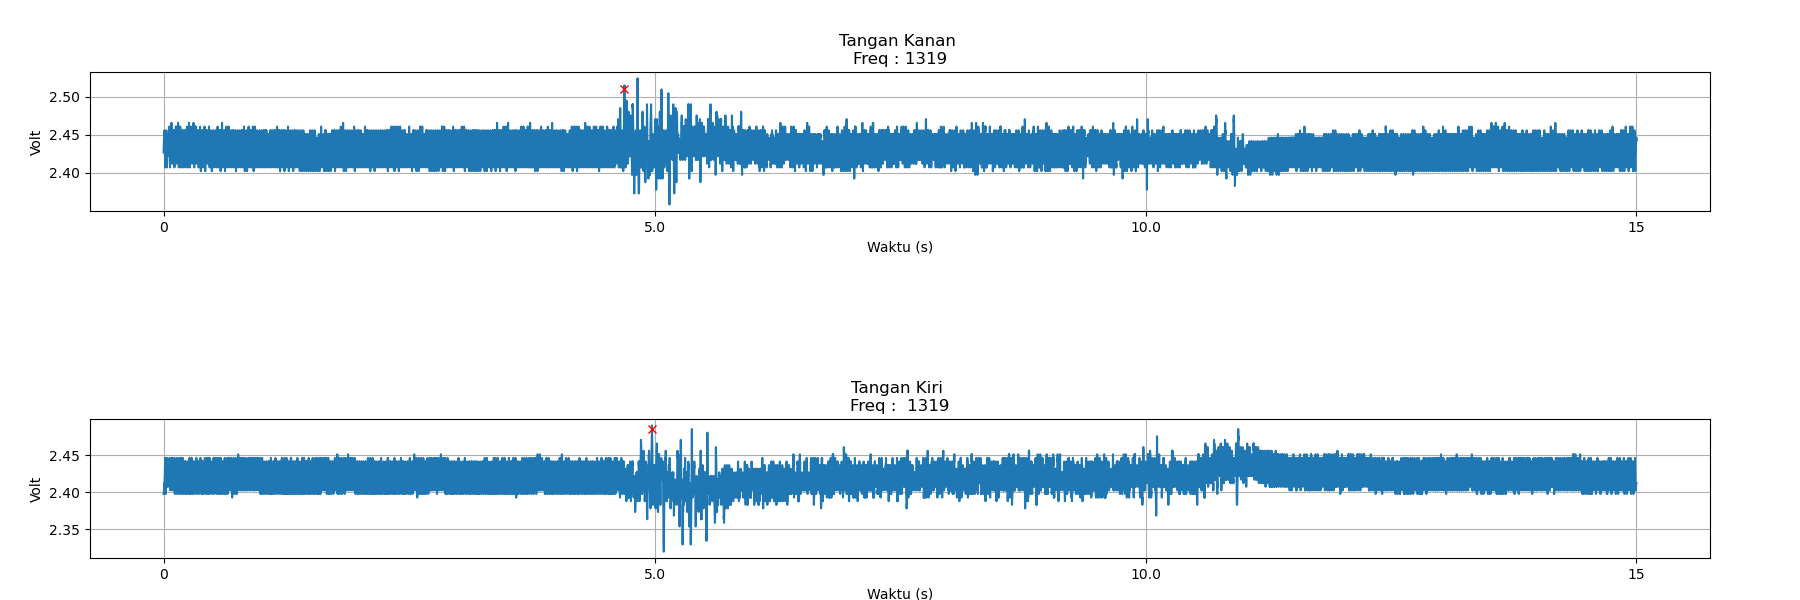 Tangan Kanan
Freq : 1319
Volt
2.50
2.45
2.40
0
5.0
10.0
15
Waktu (s)
Tangan Kiri
Freq :  1319
Volt
2.45
2.40
2.35
0
5.0
10.0
15
Waktu (s)